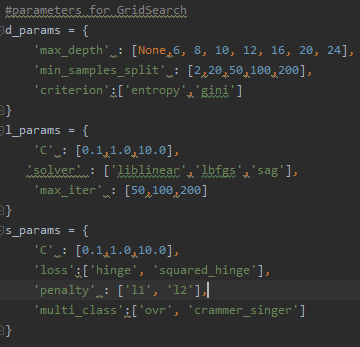 #parameters for GridSearch
d_params = {
    'max_depth' : [None,6, 8, 10, 12, 16, 20, 24],
    'min_samples_split' : [2,20,50,100,200],
    'criterion':['entropy','gini']
}
l_params = {
    'C' : [0.1,1.0,10.0],
   'solver' : ['liblinear','lbfgs','sag'],
    'max_iter' : [50,100,200]
}
s_params = {
    'C' : [0.1,1.0,10.0],
    'loss':['hinge', 'squared_hinge'],
    'penalty' : ['l1', 'l2'],
    'multi_class':['ovr', 'crammer_singer']
}